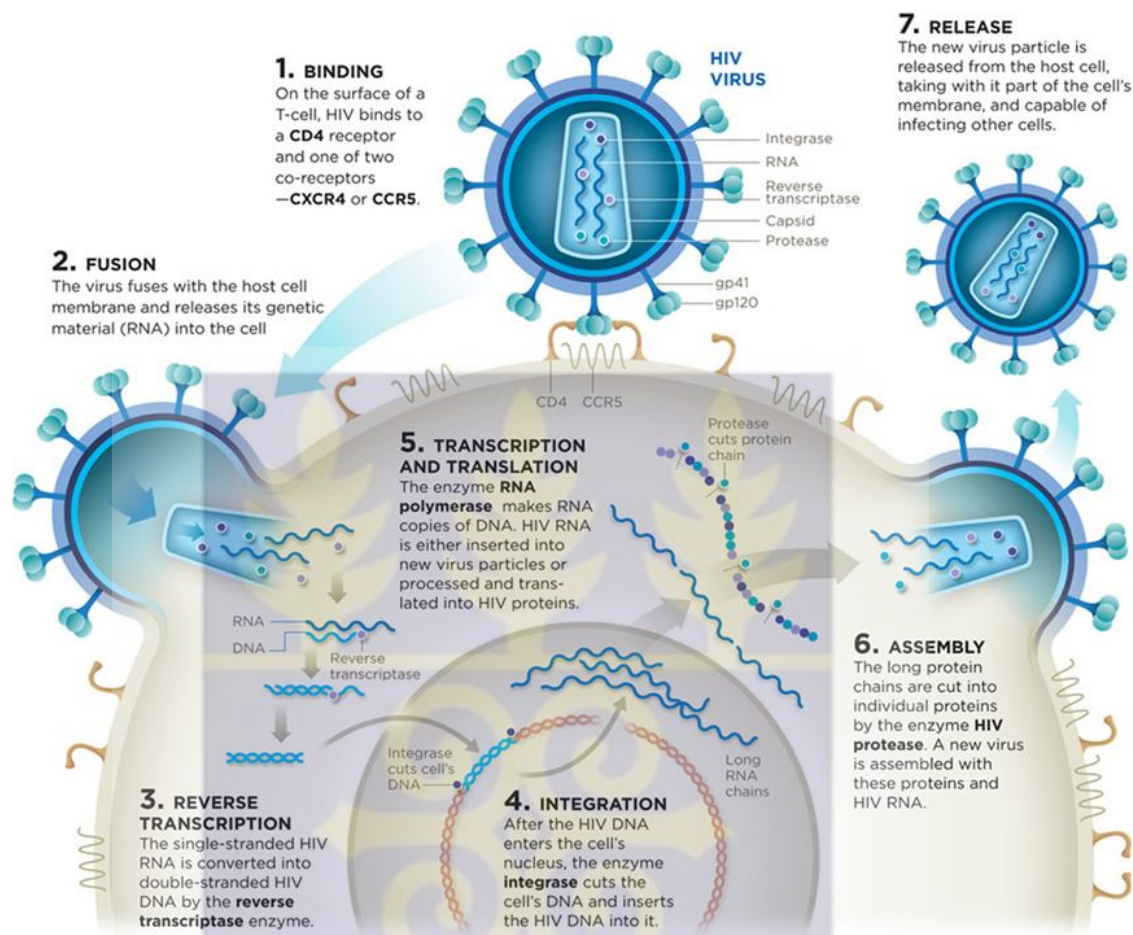 1. BINDING
On the surface of a
T-cell, HIV binds to
a CD4 receptor
and one of two
co-receptors
—CXCR4 or CCR5.
HIV
VIRUS
Integrase
RNA
Reverse
transcriptase
Capsid
Protease
gp41
gp120
7. RELEASE
The new virus particle is
released from the host cell,
taking with it part of the cell's
membrane, and capable of
infecting other cells.
2. FUSION
The virus fuses with the host cell
membrane and releases its genetic
material (RNA) into the cell
CD4
CCR5
5. TRANSCRIPTION
AND TRANSLATION
The enzyme RNA
polymerase makes RNA
copies of DNA. HIV RNA
is either inserted into
new virus particles or
processed and trans-
lated into HIV proteins.
Protease
cuts protein
chain
RNA
DNA
Reverse
transcriptase
6. ASSEMBLY
The long protein
chains are cut into
individual proteins
by the enzyme HIV
protease. A new virus
is assembled with
these proteins and
HIV RNA.
Integrase
cuts cell's
DNA
Long
RNA
chains
3. REVERSE
TRANSCRIPTION
The single-stranded HIV
RNA is converted into
double-stranded HIV
DNA by the reverse
transcriptase enzyme.
4. INTEGRATION
After the HIV DNA
enters the cell's
nucleus, the enzyme
integrase cuts the
cell's DNA and inserts
the HIV DNA into it.